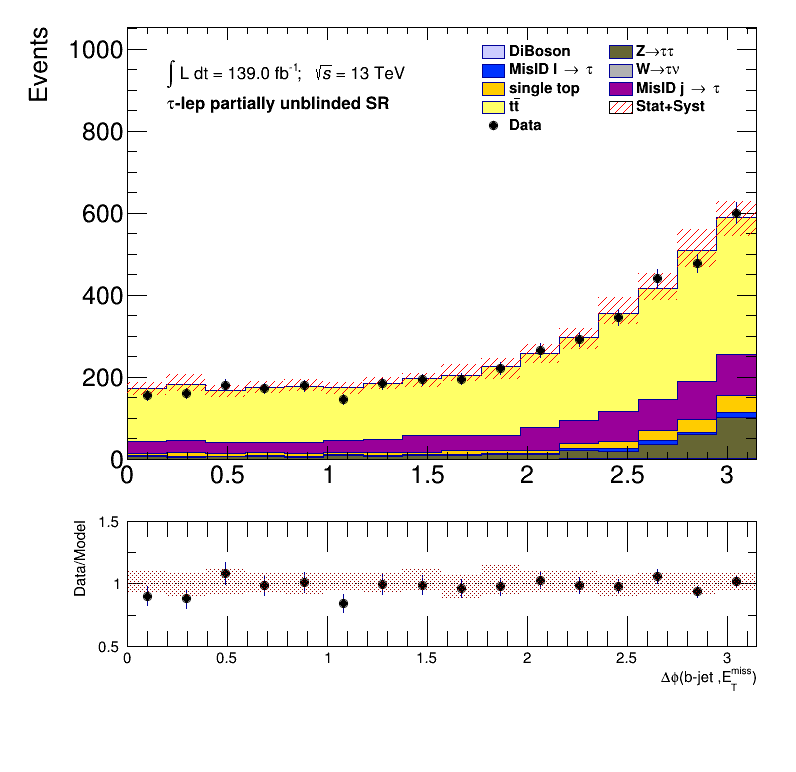 Events
1000
800
600
400
200
0
∫ L dt = 139.0 fb⁻¹; √s = 13 TeV
τ-lep partially unblinded SR
DiBoson
MisID l → τ
single top
tt̄
Data
Z→ττ
W→τν
MisID j → τ
Stat+Syst
0 0.5 1 1.5 2 2.5 3
Data/Model
1.5
1
0.5
0 0.5 1 1.5 2 2.5 3
Δϕ(b-jet ,E_T^miss)